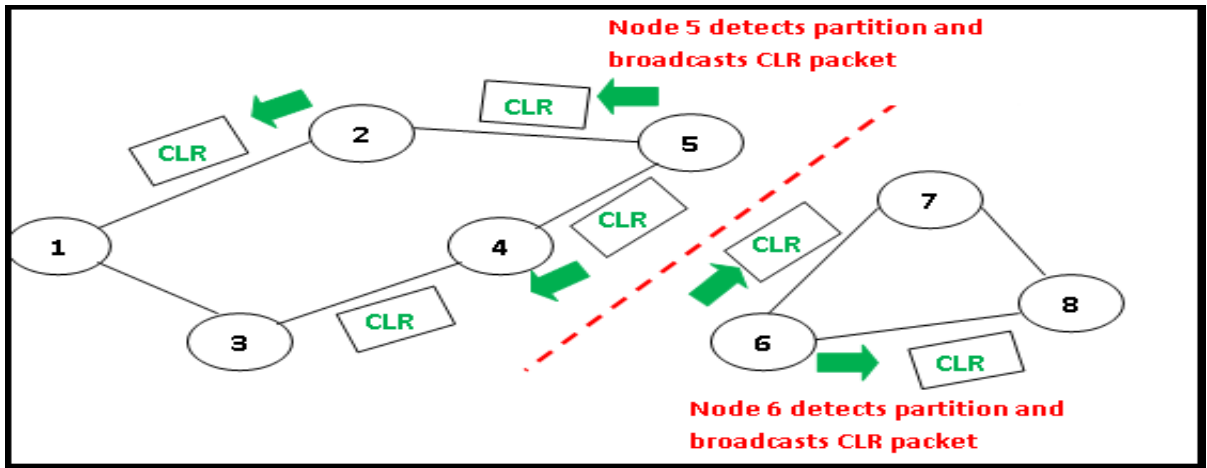 Node 5 detects partition and
broadcasts CLR packet
CLR
CLR
2
5
CLR
7
CLR
1
4
CLR
8
CLR
3
6
CLR
Node 6 detects partition and
broadcasts CLR packet